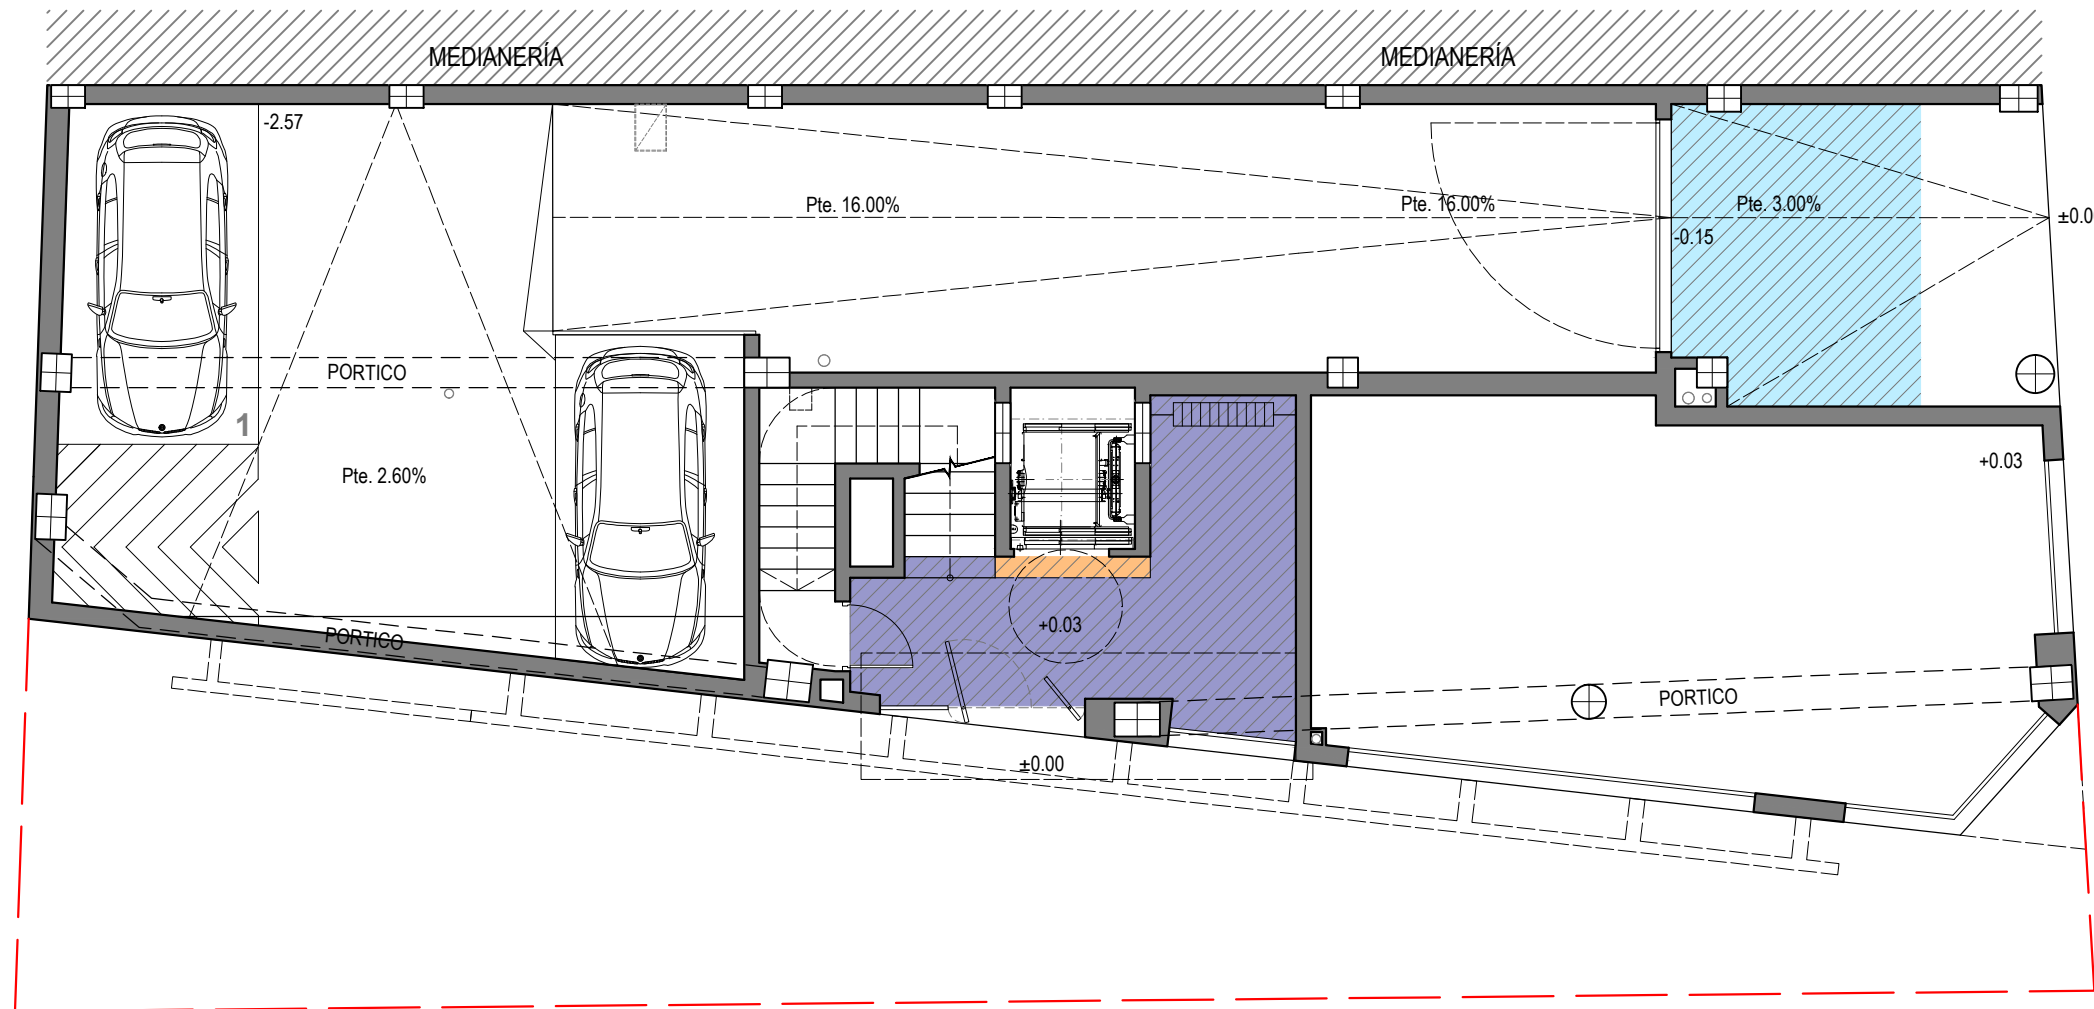 MEDIANERÍA
MEDIANERÍA
-2.57
Pte. 16.00%
Pte. 16.00%
Pte. 3.00%
±0.0
-0.15
PORTICO
1
Pte. 2.60%
+0.03
PORTICO
+0.03
PORTICO
±0.00